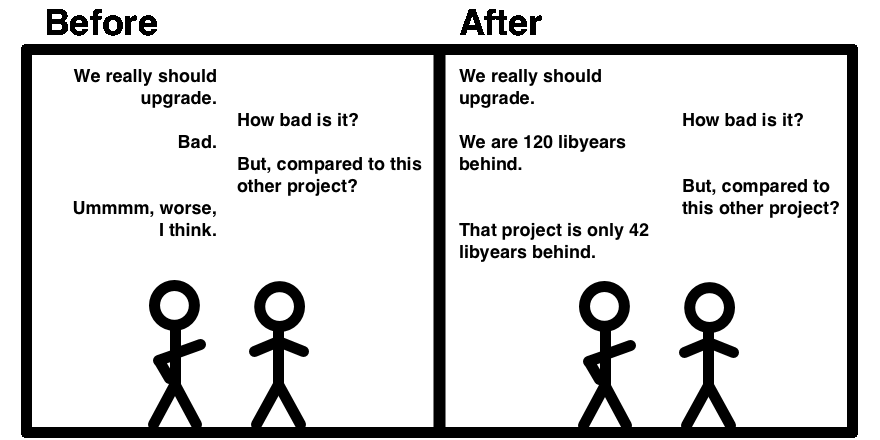 Before
We really should
upgrade.
How bad is it?
Bad.
But, compared to this
other project?
Ummmm, worse,
I think.
After
We really should
upgrade.
How bad is it?
We are 120 libyears
behind.
But, compared to
this other project?
That project is only 42
libyears behind.